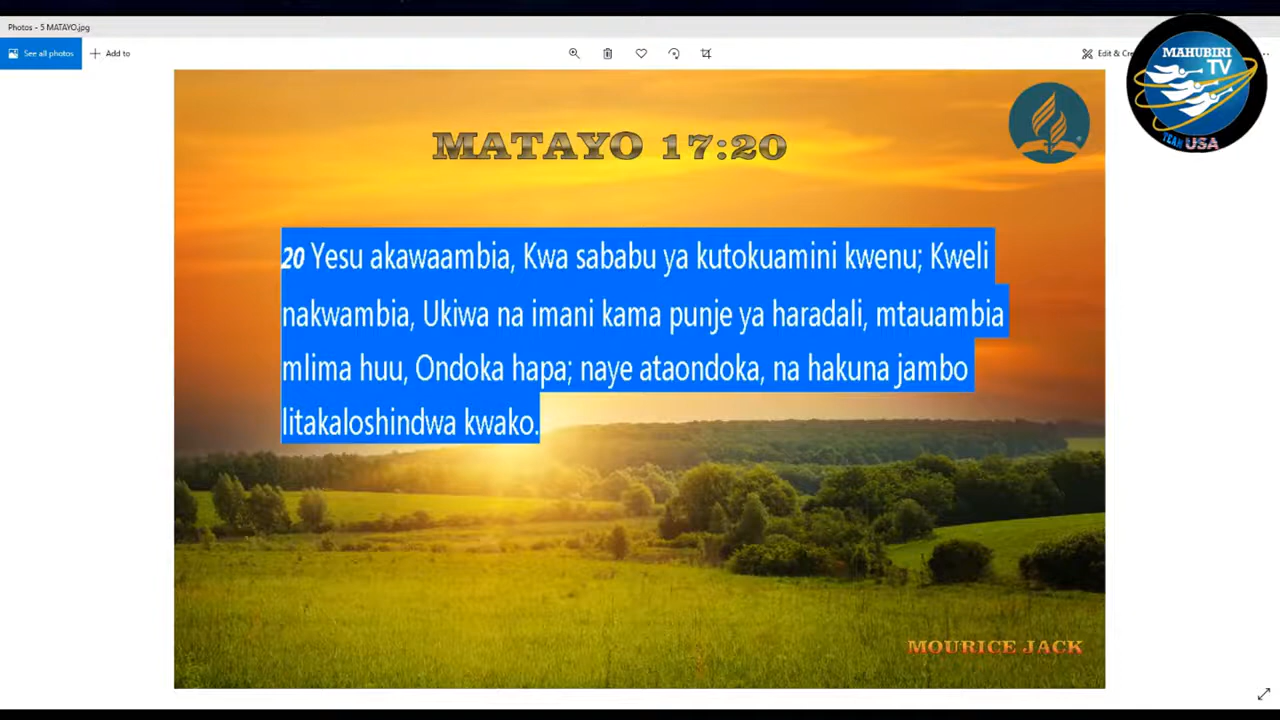 Photos - 5 MATAYO.jpg
See all photos
Add to
MAHUBIRI
TV
TEAM USA
MATAYO 17:20
20 Yesu akawaambia, Kwa sababu ya kutokuamini kwenu; Kweli
nakwambia, Ukiwa na imani kama punje ya haradali, mtauambia
mlima huu, Ondoka hapa; naye ataondoka, na hakuna jambo
litakaloshindwa kwako.
MOURICE JACK